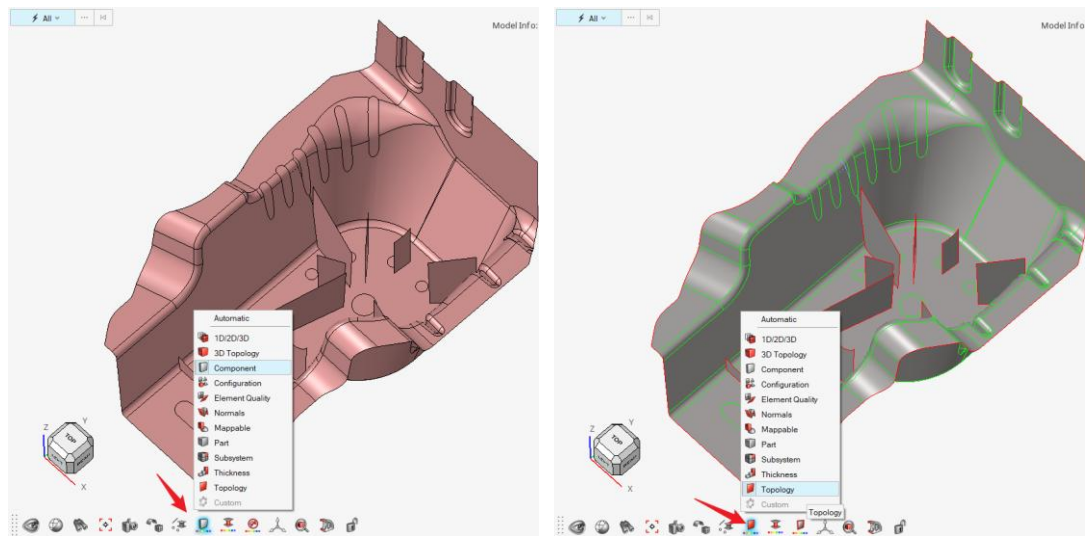 All
Model Info:
Automatic
1D/2D/3D
3D Topology
Component
Configuration
Element Quality
Normals
Mappable
Part
Subsystem
Thickness
Topology
Custom
Z
Y
TOP
X
All
Model Info
Automatic
1D/2D/3D
3D Topology
Component
Configuration
Element Quality
Normals
Mappable
Part
Subsystem
Thickness
Topology
Custom
Topology
Z
Y
TOP
X